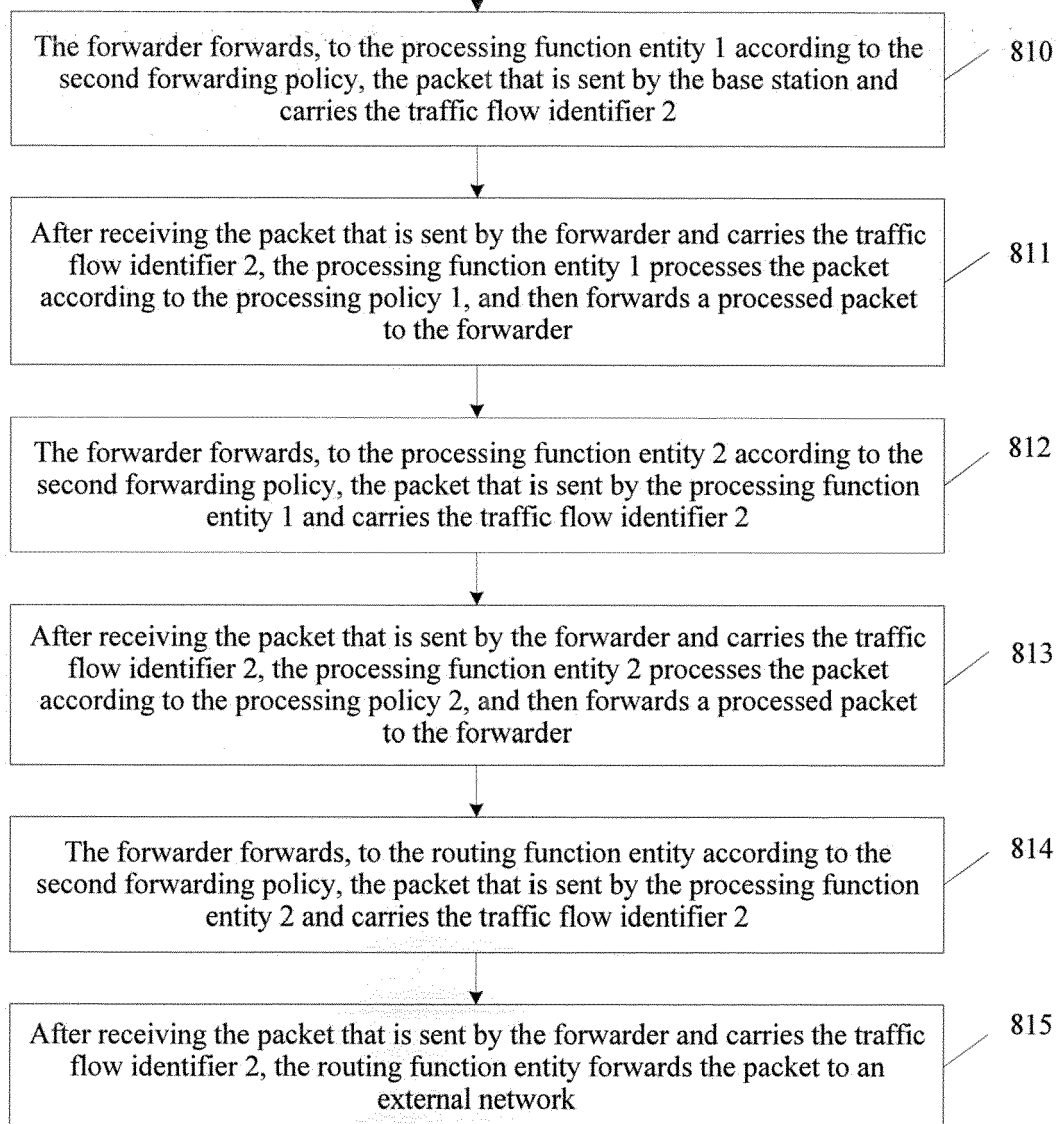 The forwarder forwards, to the processing function entity 1 according to the
second forwarding policy, the packet that is sent by the base station and
carries the traffic flow identifier 2
810
After receiving the packet that is sent by the forwarder and carries the traffic
flow identifier 2, the processing function entity 1 processes the packet
according to the processing policy 1, and then forwards a processed packet
to the forwarder
811
The forwarder forwards, to the processing function entity 2 according to the
second forwarding policy, the packet that is sent by the processing function
entity 1 and carries the traffic flow identifier 2
812
After receiving the packet that is sent by the forwarder and carries the traffic
flow identifier 2, the processing function entity 2 processes the packet
according to the processing policy 2, and then forwards a processed packet
to the forwarder
813
The forwarder forwards, to the routing function entity according to the
second forwarding policy, the packet that is sent by the processing function
entity 2 and carries the traffic flow identifier 2
814
After receiving the packet that is sent by the forwarder and carries the traffic
flow identifier 2, the routing function entity forwards the packet to an
external network
815